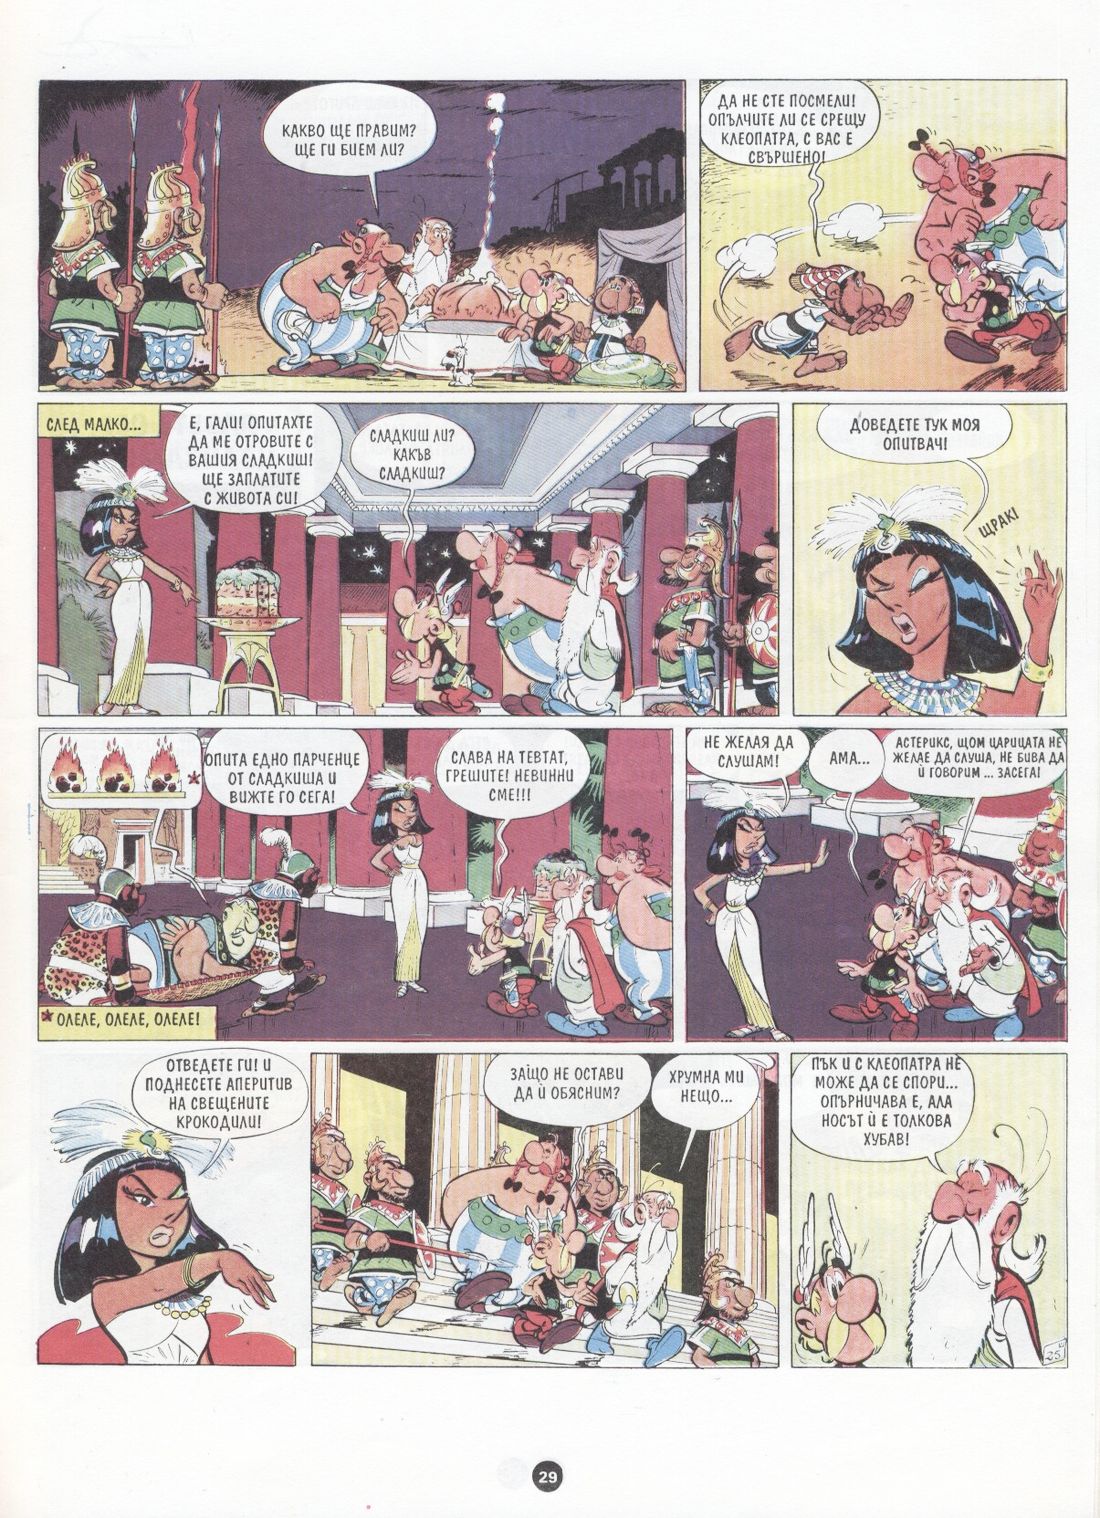 КАКВО ЩЕ ПРАВИМ?
ЩЕ ГИ БИЕМ ЛИ?
ДА НЕ СТЕ ПОСМЕЛИ!
ОПЪЛЧИТЕ ЛИ СЕ СРЕЩУ
КЛЕОПАТРА, С ВАС Е
СВЪРШЕНО!
СЛЕД МАЛКО...
Е, ГАЛИ! ОПИТАХТЕ
ДА МЕ ОТРОВИТЕ С
ВАШИЯ СЛАДКИШ!
ЩЕ ЗАПЛАТИТЕ
С ЖИВОТА СИ!
СЛАДКИШ ЛИ?
КАКЪВ
СЛАДКИШ?
ДОВЕДЕТЕ ТУК МОЯ
ОПИТВАЧ!
ЩРАК!
*
ОПИТА ЕДНО ПАРЧЕНЦЕ
ОТ СЛАДКИША И
ВИЖТЕ ГО СЕГА!
СЛАВА НА ТЕВТАТ,
ГРЕШИТЕ! НЕВИННИ
СМЕ!!!
* ОЛЕЛЕ, ОЛЕЛЕ, ОЛЕЛЕ!
НЕ ЖЕЛАЯ ДА
СЛУШАМ!
АМА...
АСТЕРИКС, ЩОМ ЦАРИЦАТА НЕ
ЖЕЛАЕ ДА СЛУША, НЕ БИВА ДА
Ѝ ГОВОРИМ ... ЗАСЕГА!
ОТВЕДЕТЕ ГИ! И
ПОДНЕСЕТЕ АПЕРИТИВ
НА СВЕЩЕНИТЕ
КРОКОДИЛИ!
ЗАЩО НЕ ОСТАВИ
ДА Ѝ ОБЯСНИМ?
ХРУМНА МИ
НЕЩО...
ПЪК И С КЛЕОПАТРА НЕ
МОЖЕ ДА СЕ СПОРИ...
ОПЪРНИЧАВА Е, АЛА
НОСЪТ Ѝ Е ТОЛКОВА
ХУБАВ!
25
29